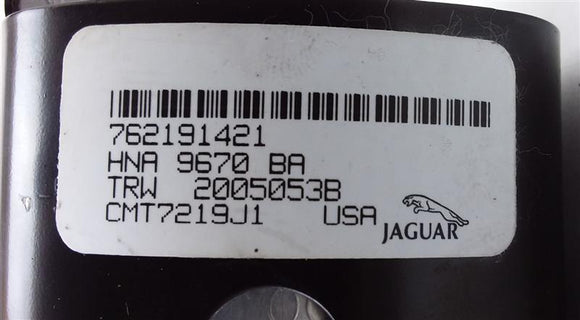 762191421
HNA 9670 BA
TRW 2005053B
CMT7219J1 USA
JAGUAR